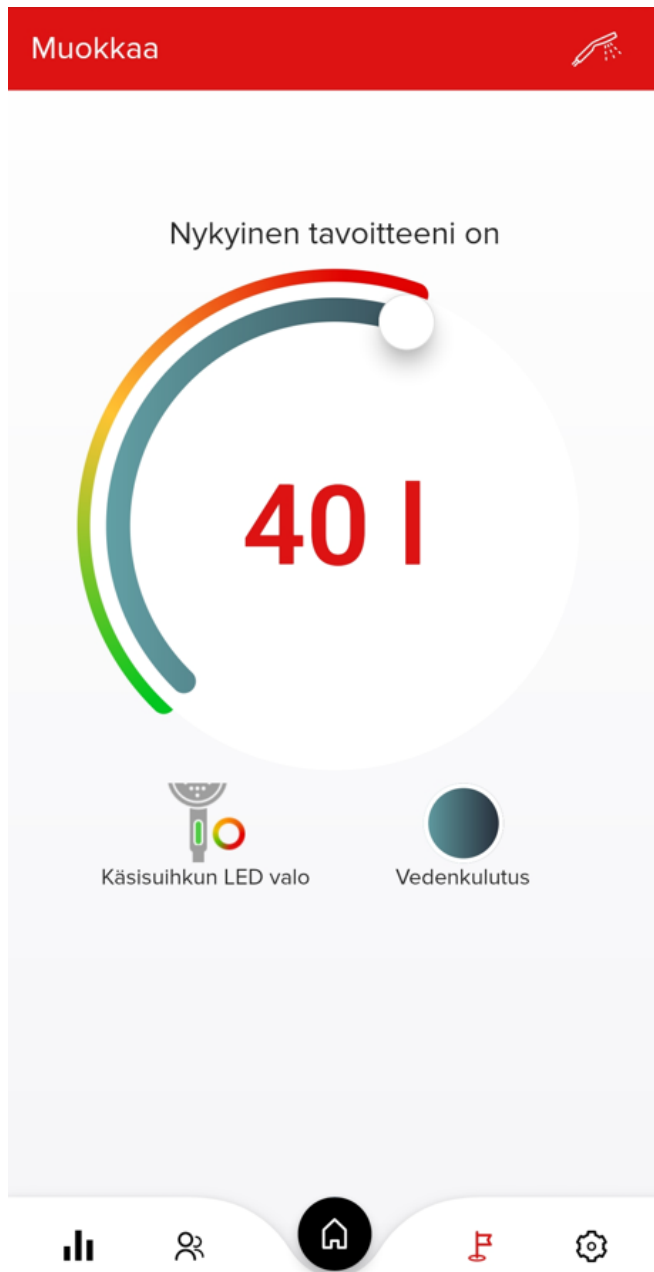 Muokkaa
Nykyinen tavoitteeni on
40 l
Käsisuihkun LED valo
Vedenkulutus